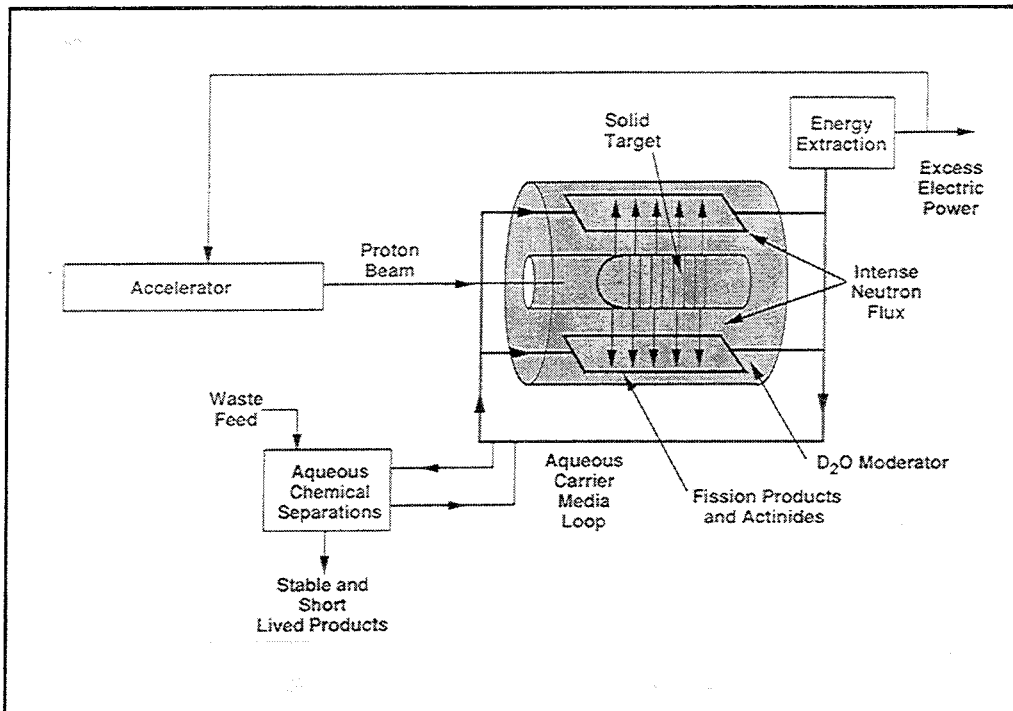 Solid
Target
Energy
Extraction
Excess
Electric
Power
Proton
Beam
Accelerator
Intense
Neutron
Flux
Waste
Feed
Aqueous
Chemical
Separations
Aqueous
Carrier
Media
Loop
D₂O Moderator
Fission Products
and Actinides
Stable and
Short
Lived Products